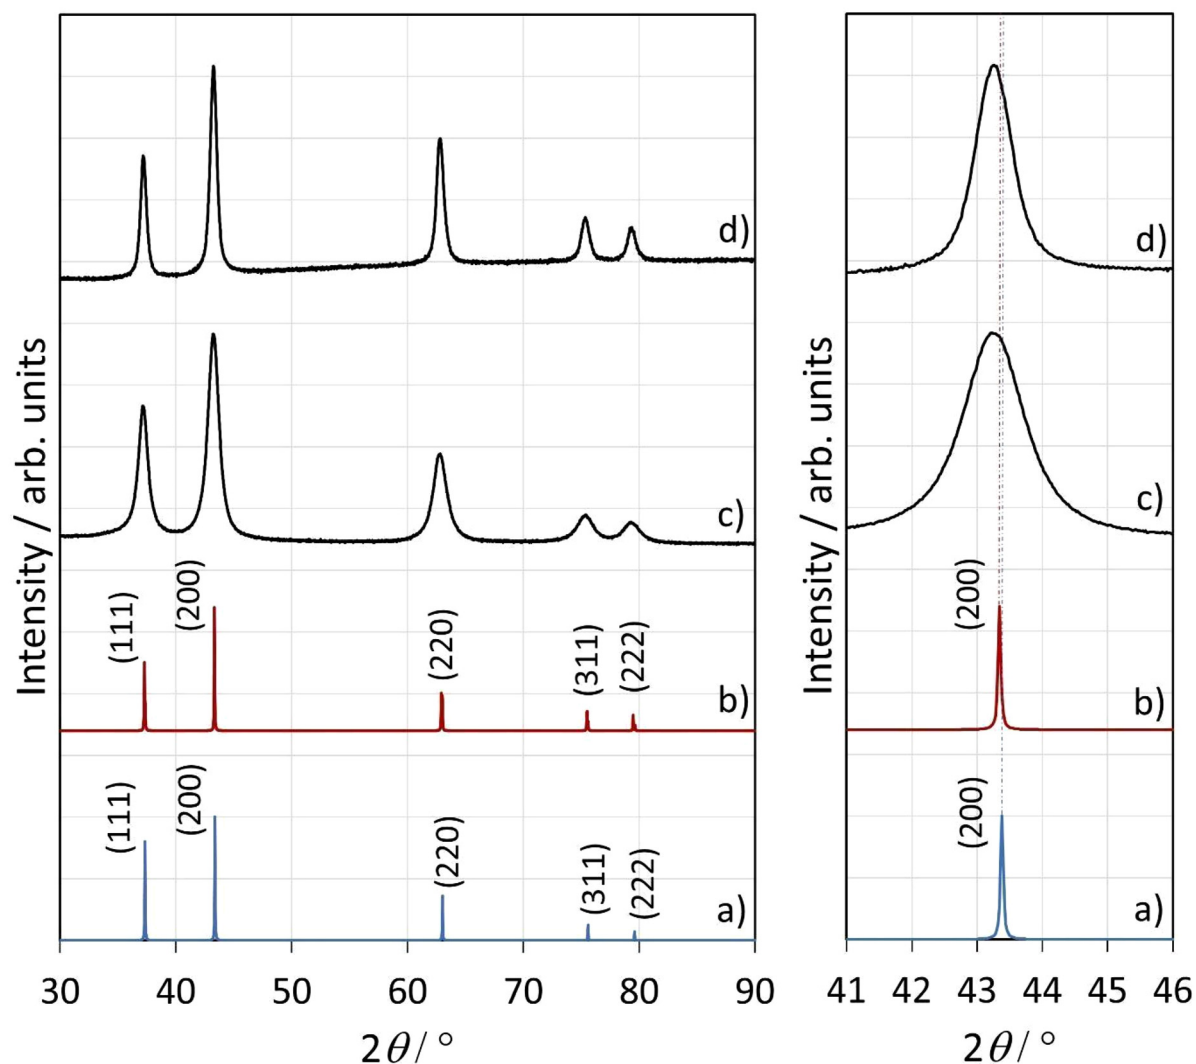 Intensity / arb. units
d)
c)
(111)
(200)
(220)
(311)
(222)
b)
(111)
(200)
(220)
(311)
(222)
a)
30 40 50 60 70 80 90
2θ / °
Intensity / arb. units
d)
c)
(200)
b)
(200)
a)
41 42 43 44 45 46
2θ / °